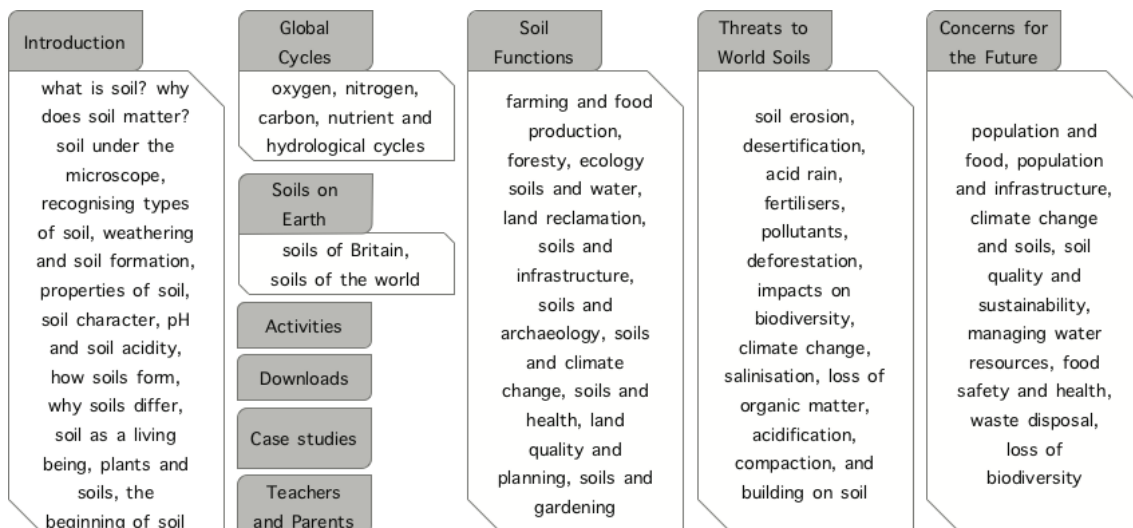 Introduction
what is soil? why
does soil matter?
soil under the
microscope,
recognising types
of soil, weathering
and soil formation,
properties of soil,
soil character, pH
and soil acidity,
how soils form,
why soils differ,
soil as a living
being, plants and
soils, the
beginning of soil
Global
Cycles
oxygen, nitrogen,
carbon, nutrient and
hydrological cycles
Soils on
Earth
soils of Britain,
soils of the world
Activities
Downloads
Case studies
Teachers
and Parents
Soil
Functions
farming and food
production,
foresty, ecology
soils and water,
land reclamation,
soils and
infrastructure,
soils and
archaeology, soils
and climate
change, soils and
health, land
quality and
planning, soils and
gardening
Threats to
World Soils
soil erosion,
desertification,
acid rain,
fertilisers,
pollutants,
deforestation,
impacts on
biodiversity,
climate change,
salinisation, loss of
organic matter,
acidification,
compaction, and
building on soil
Concerns for
the Future
population and
food, population
and infrastructure,
climate change
and soils, soil
quality and
sustainability,
managing water
resources, food
safety and health,
waste disposal,
loss of
biodiversity